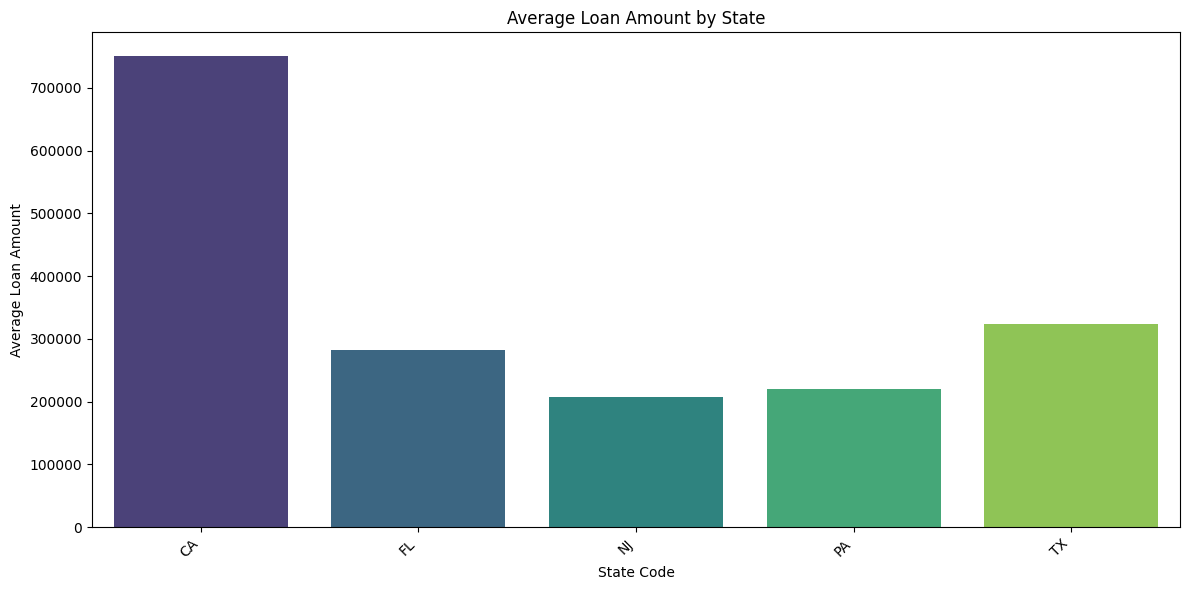 Average Loan Amount by State
Average Loan Amount
700000
600000
500000
400000
300000
200000
100000
0
CA
FL
NJ
PA
TX
State Code